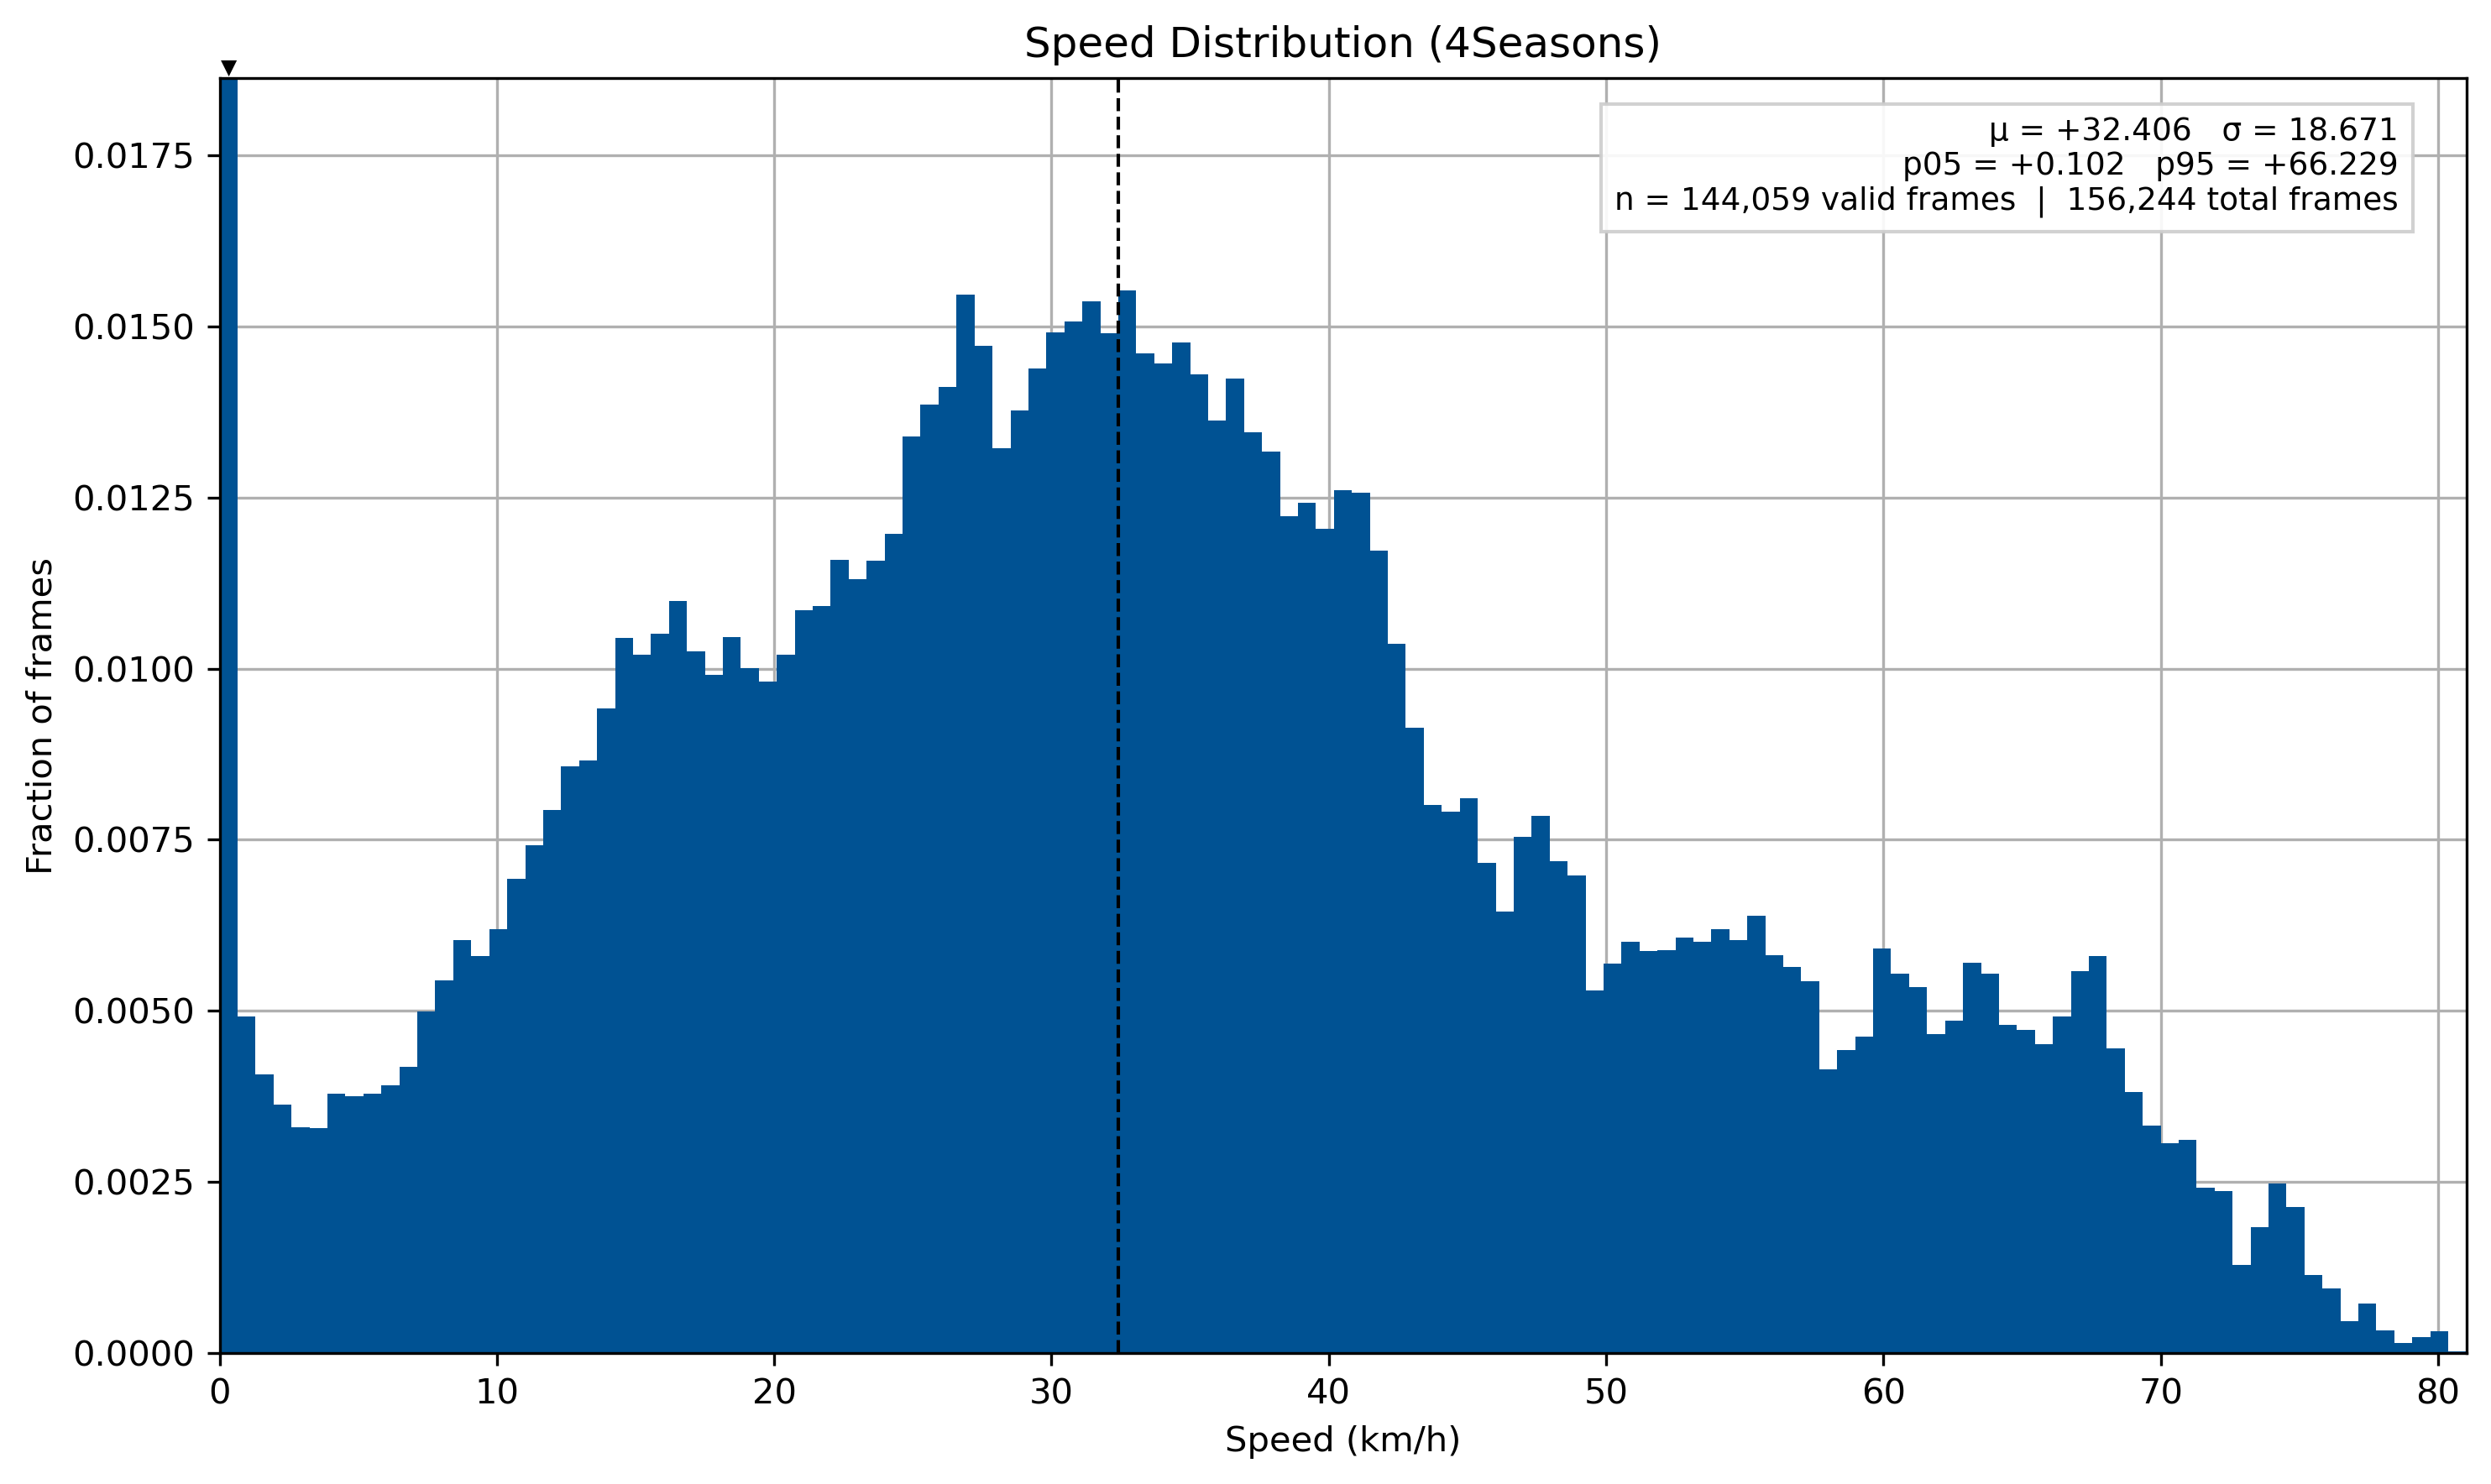 Speed Distribution (4Seasons)
▼
μ = +32.406   σ = 18.671
p05 = +0.102   p95 = +66.229
n = 144,059 valid frames  |  156,244 total frames
0.0175
0.0150
0.0125
0.0100
0.0075
0.0050
0.0025
0.0000
Fraction of frames
0 10 20 30 40 50 60 70 80
Speed (km/h)